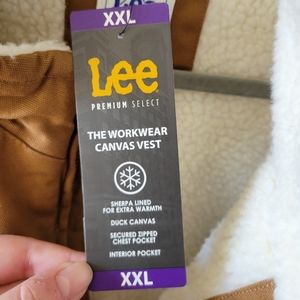 XXL
Lee
PREMIUM SELECT
THE WORKWEAR
CANVAS VEST
SHERPA LINED
FOR EXTRA WARMTH
DUCK CANVAS
SECURED ZIPPED
CHEST POCKET
INTERIOR POCKET
XXL